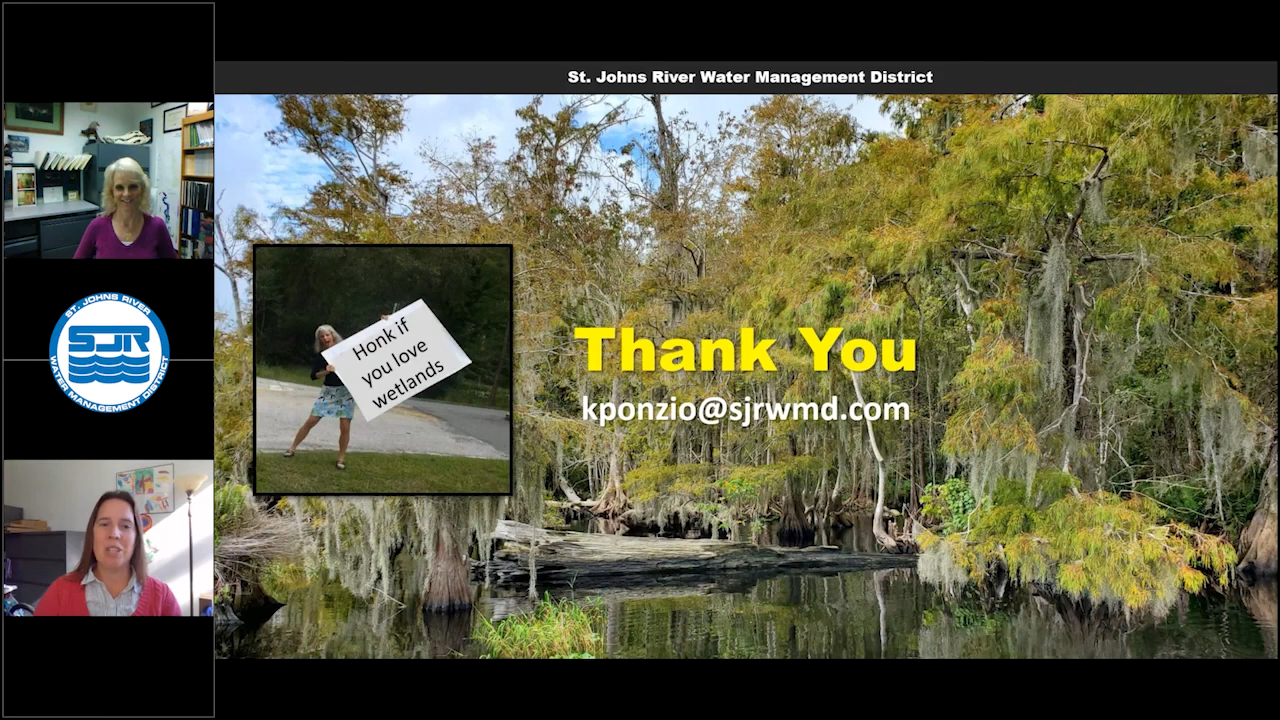 St. Johns River Water Management District
ST. JOHNS RIVER
SJR
WATER MANAGEMENT DISTRICT
Honk if
you love
wetlands
Thank You
kponzio@sjrwmd.com